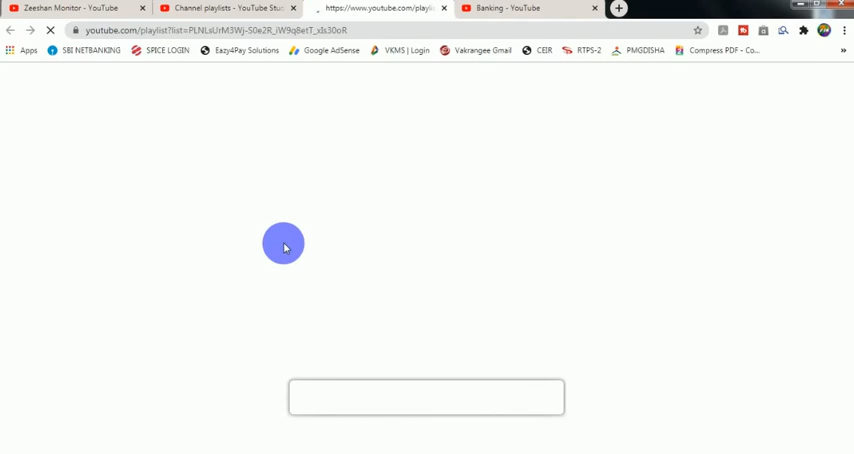 Zeeshan Monitor - YouTube
Channel playlists - YouTube Stu
https://www.youtube.com/playli
Banking - YouTube
youtube.com/playlist?list=PLNLsUrM3Wj-S0e2R_iW9q8etT_xIs30oR
Apps
SBI NETBANKING
SPICE LOGIN
Eazy4Pay Solutions
Google AdSense
VKMS | Login
Vakrangee Gmail
CEIR
RTPS-2
PMGDISHA
Compress PDF - Co...